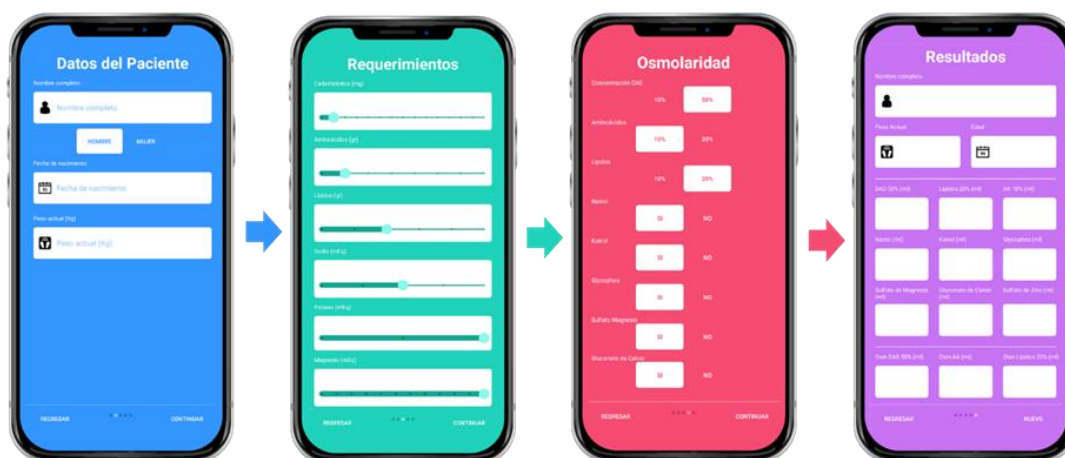 Datos del Paciente
Nombre completo
Nombre completo
HOMBRE MUJER
Fecha de nacimiento
Fecha de nacimiento
Peso actual (Kg)
Peso actual (Kg)
REGRESAR CONTINUAR
Requerimientos
Carbohidratos (mg)
Aminoácidos (gr)
Lípidos (gr)
Sodio (mEq)
Potasio (mEq)
Magnesio (mEq)
REGRESAR CONTINUAR
Osmolaridad
Concentración DAD
10% 50%
Aminoácidos
10% 20%
Lípidos
10% 20%
Natrol
SI NO
Katrol
SI NO
Glycophos
SI NO
Sulfato Magnesio
SI NO
Gluconato de Calcio
SI NO
REGRESAR CONTINUAR
Resultados
Nombre completo
Peso Actual Edad
DAD 50% (ml) Lípidos 20% (ml) AA 10% (ml)
Natrol (ml) Katrol (ml) Glycophos (ml)
Sulfato de Magnesio (ml) Gluconato de Calcio (ml) Sulfato de Zinc (ml)
Osm DAD 50% (ml) Osm AA (ml) Osm Lípidos 20% (ml)
REGRESAR NUEVO